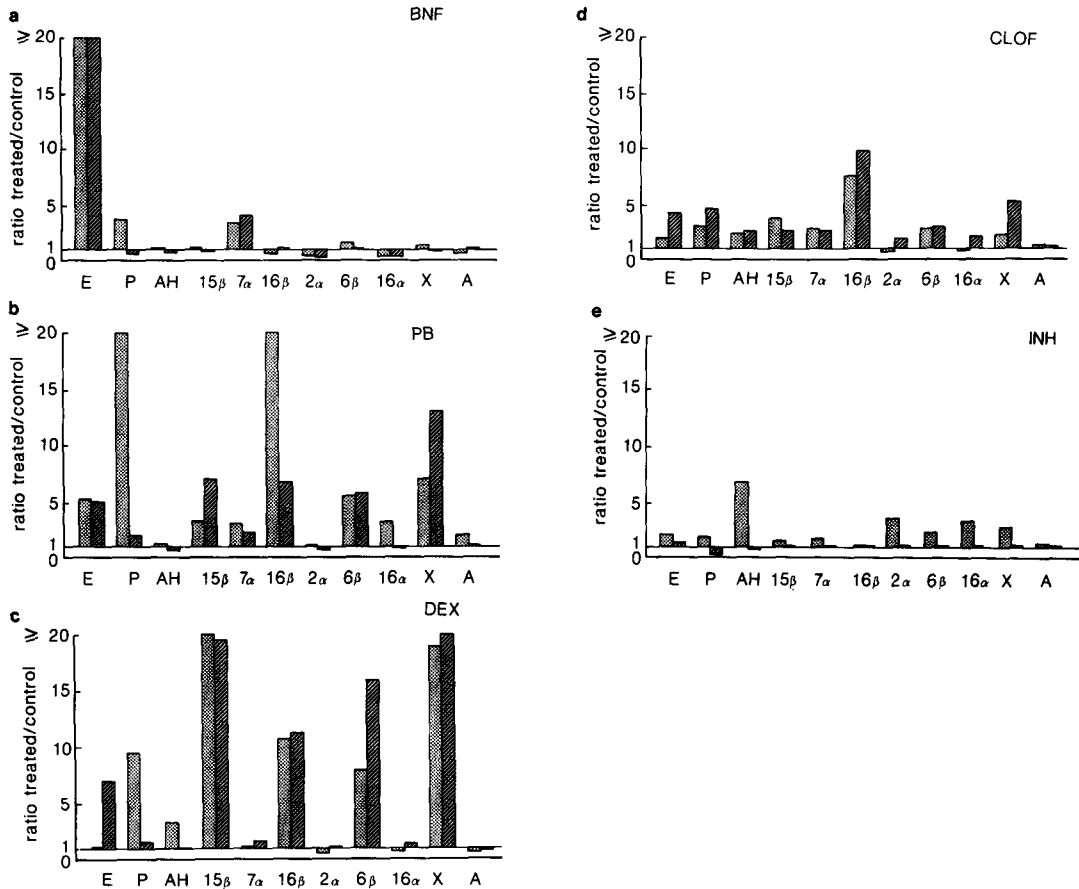 a
BNF
≥ 20
15
10
5
1
0
ratio treated/control
E P AH 15β 7α 16β 2α 6β 16α X A
b
PB
≥ 20
15
10
5
1
0
ratio treated/control
E P AH 15β 7α 16β 2α 6β 16α X A
c
DEX
≥ 20
15
10
5
1
0
ratio treated/control
E P AH 15β 7α 16β 2α 6β 16α X A
d
CLOF
≥ 20
15
10
5
1
0
ratio treated/control
E P AH 15β 7α 16β 2α 6β 16α X A
e
INH
≥ 20
15
10
5
1
0
ratio treated/control
E P AH 15β 7α 16β 2α 6β 16α X A